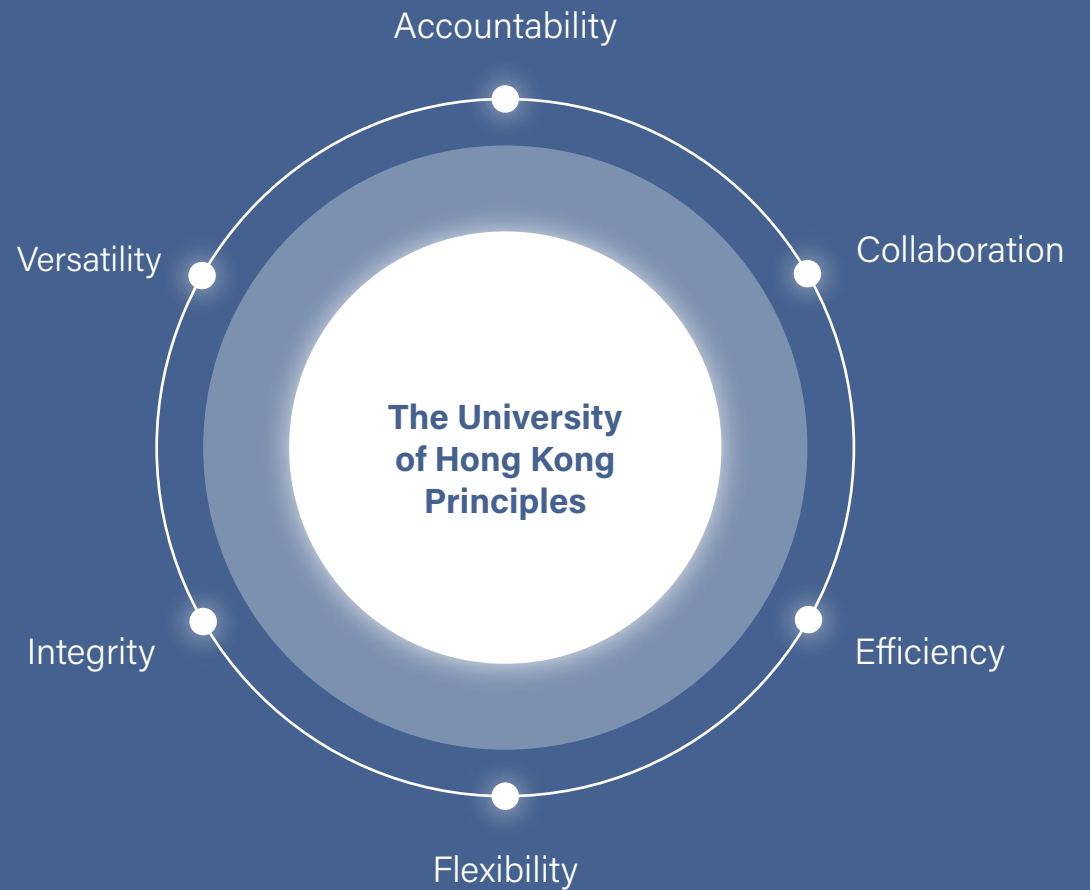 Accountability
Collaboration
Versatility
The University
of Hong Kong
Principles
Integrity
Efficiency
Flexibility